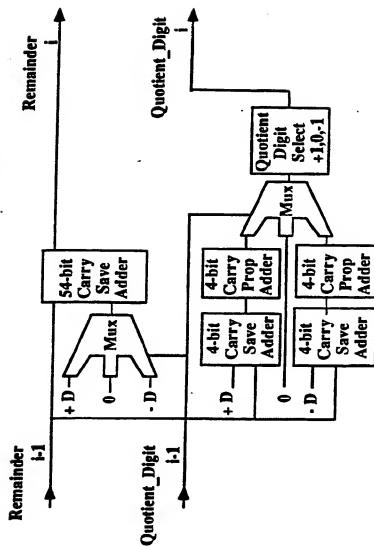 Remainder
i-1
Remainder
i
+ D
0
- D
Mux
54-bit
Carry
Save
Adder
Quotient_Digit
i-1
Quotient_Digit
i
+ D
0
- D
4-bit
Carry
Save
Adder
4-bit
Carry
Prop
Adder
4-bit
Carry
Save
Adder
4-bit
Carry
Prop
Adder
Mux
Quotient
Digit
Select
+1,0,-1